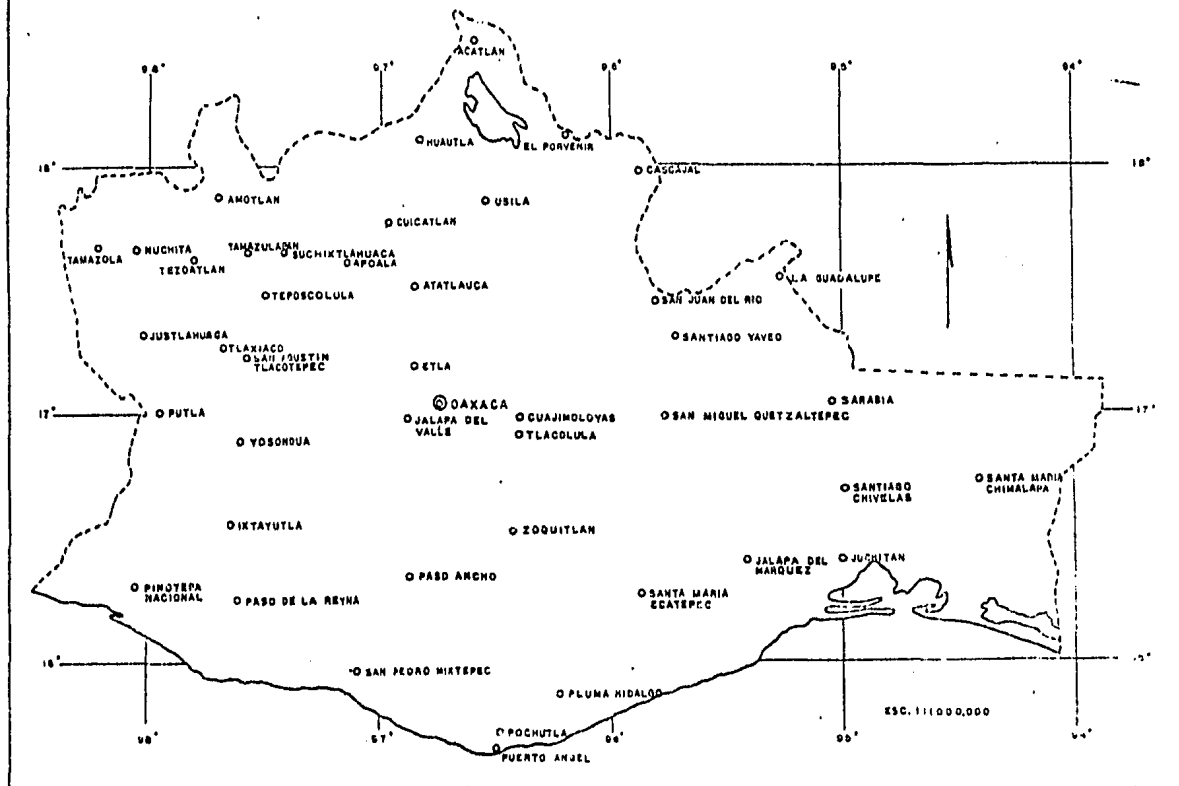 98°
97°
96°
95°
94°
ACATLAN
HUAUTLA
EL PORVENIR
18°
18°
CASCAJAL
AMOTLAN
USILA
CUICATLAN
TAMAZOLA
NUCHITA
TEZOATLAN
TAMAZULAPAN
SUCHIXTLAHUACA
APOALA
LA GUADALUPE
ATATLAUCA
TEPOSCOLULA
SAN JUAN DEL RIO
JUSTLAHUACA
SANTIAGO YAVEO
TLAXIACO
SAN AGUSTIN
TLACOTEPEC
ETLA
OAXACA
SARABIA
17°
PUTLA
JALAPA DEL
VALLE
GUAJIMOLOYAS
SAN MIGUEL QUETZALTEPEC
17°
TLACOLULA
YOSONDUA
SANTIAGO
CHIVELAS
SANTA MARIA
CHIMALAPA
IXTAYUTLA
ZOQUITLAN
JALAPA DEL
MARQUEZ
JUCHITAN
PASO ANCHO
PINOTEPA
NACIONAL
PASO DE LA REYNA
SANTA MARIA
ECATEPEC
16°
SAN PEDRO MIXTEPEC
PLUMA HIDALGO
ESC. 1:1000,000
POCHUTLA
PUERTO ANJEL
98°
97°
96°
95°
94°